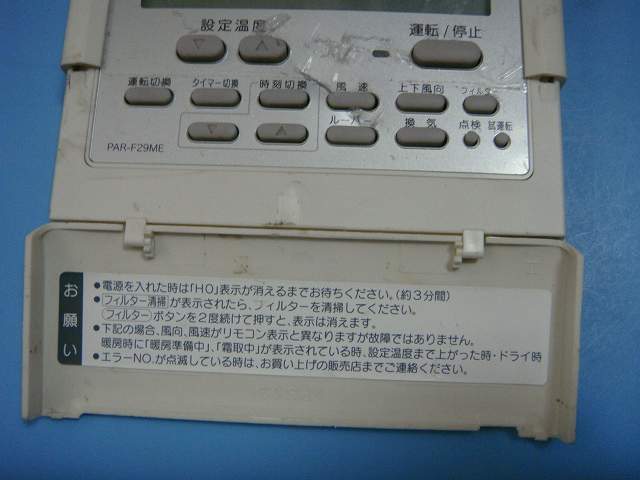 設定温度
運転/停止
運転切換
タイマー切換
時刻切換
風速
上下風向
フィルター
ルーバー
換気
点検
試運転
PAR-F29ME
お願い
●電源を入れた時は「HO」表示が消えるまでお待ちください。(約3分間)
●フィルター清掃が表示されたら、フィルターを清掃してください。
フィルターボタンを2度続けて押すと、表示は消えます。
●下記の場合、風向、風速がリモコン表示と異なりますが故障ではありません。
暖房時に「暖房準備中」、「霜取中」が表示されている時、設定温度まで上がった時・ドライ時
●エラーNO.が点滅している時は、お買い上げの販売店までご連絡ください。